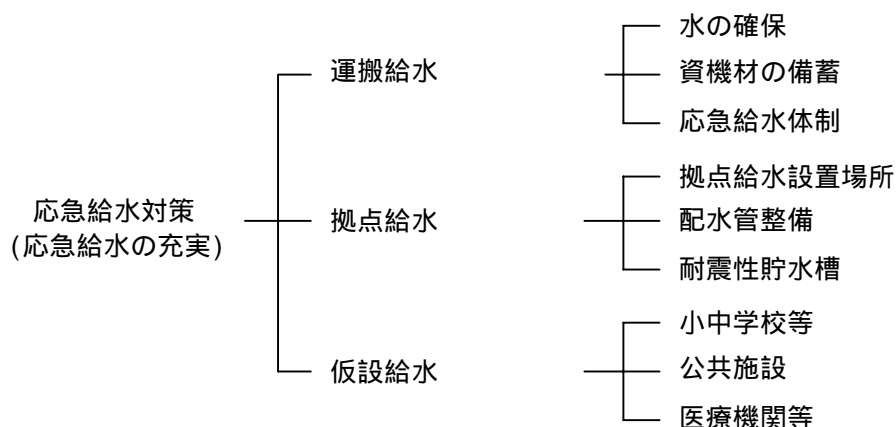 水の確保
運搬給水
資機材の備蓄
応急給水体制
拠点給水設置場所
応急給水対策
(応急給水の充実)
拠点給水
配水管整備
耐震性貯水槽
小中学校等
仮設給水
公共施設
医療機関等